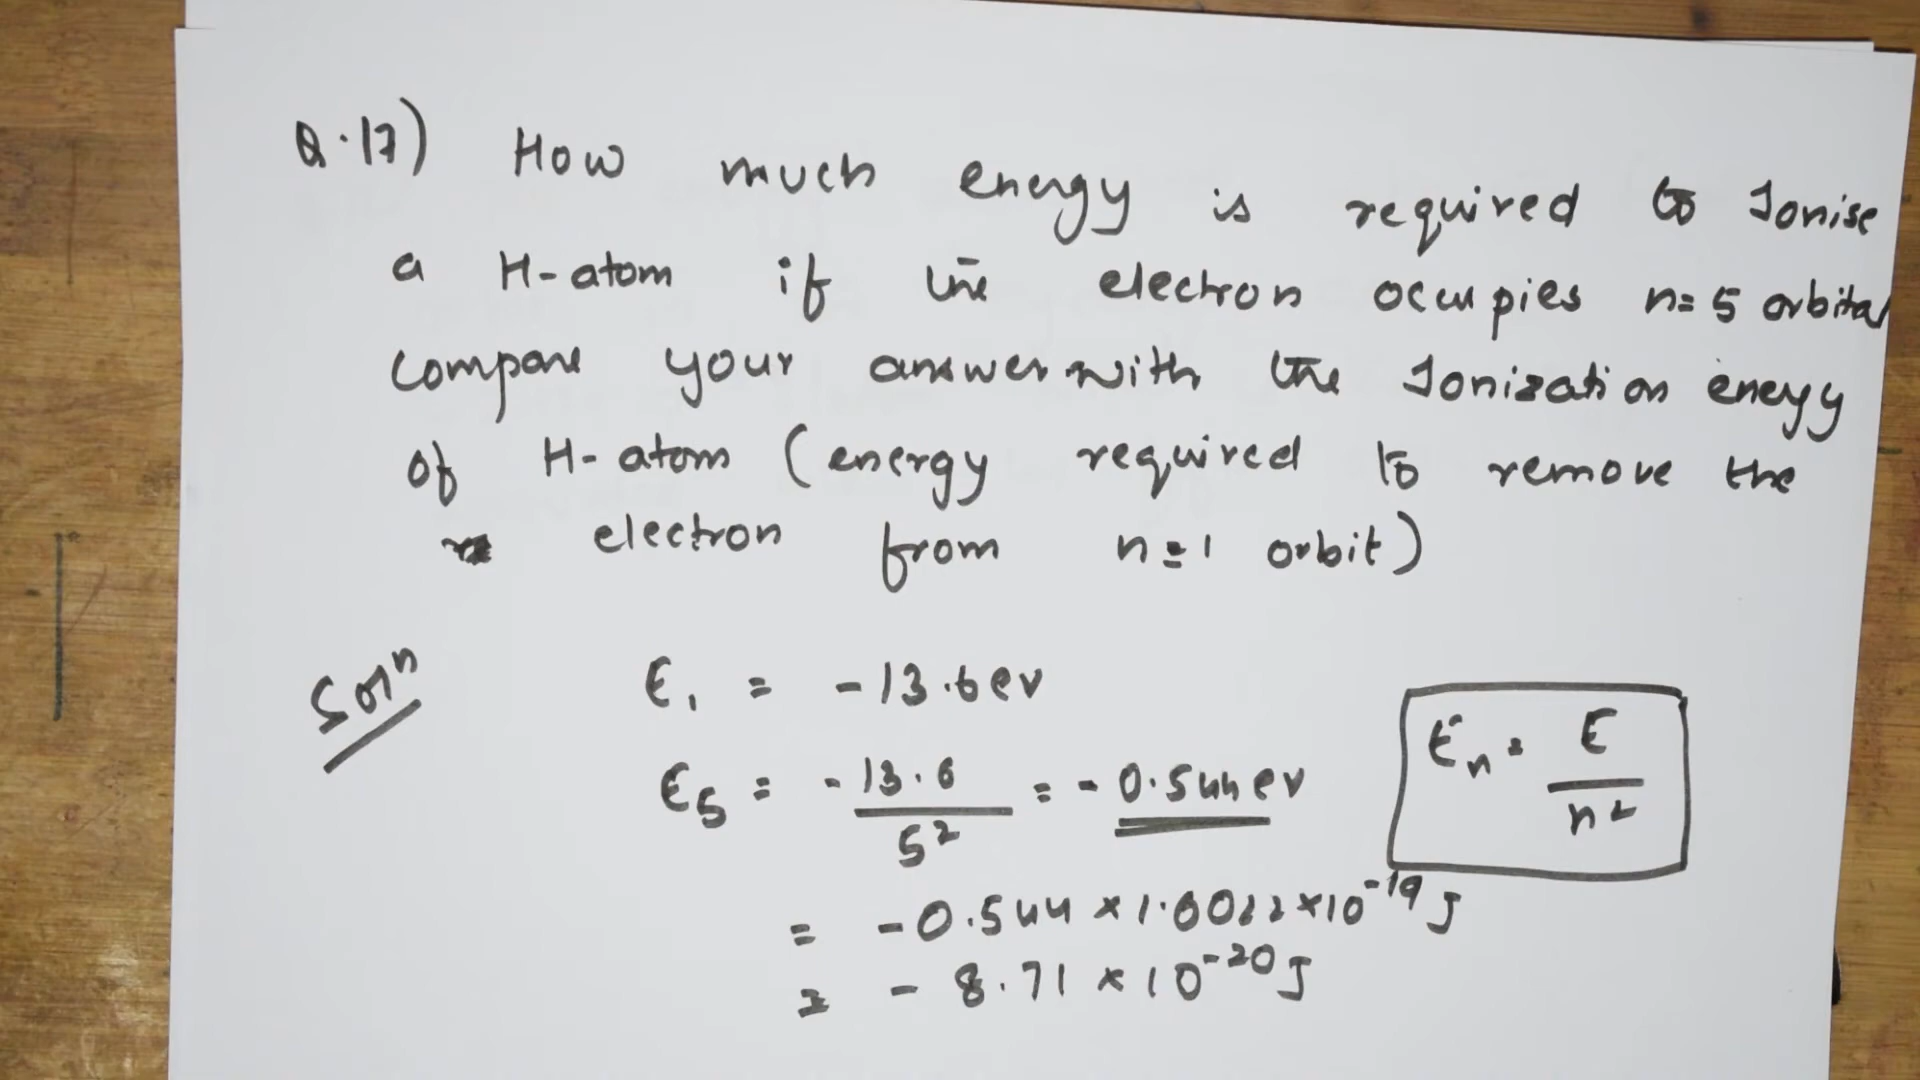 Q.17) How much energy is required to Ionise
a H-atom if the electron occupies n=5 orbital
compare your answer with the Ionization energy
of H-atom (energy required to remove the
electron from n=1 orbit)
Solⁿ
E₁ = -13.6ev
E₅ = -13.6/5² = -0.544ev
Eₙ = E/n²
= -0.544 × 1.6022 × 10⁻¹⁹ J
= -8.71 × 10⁻²⁰ J